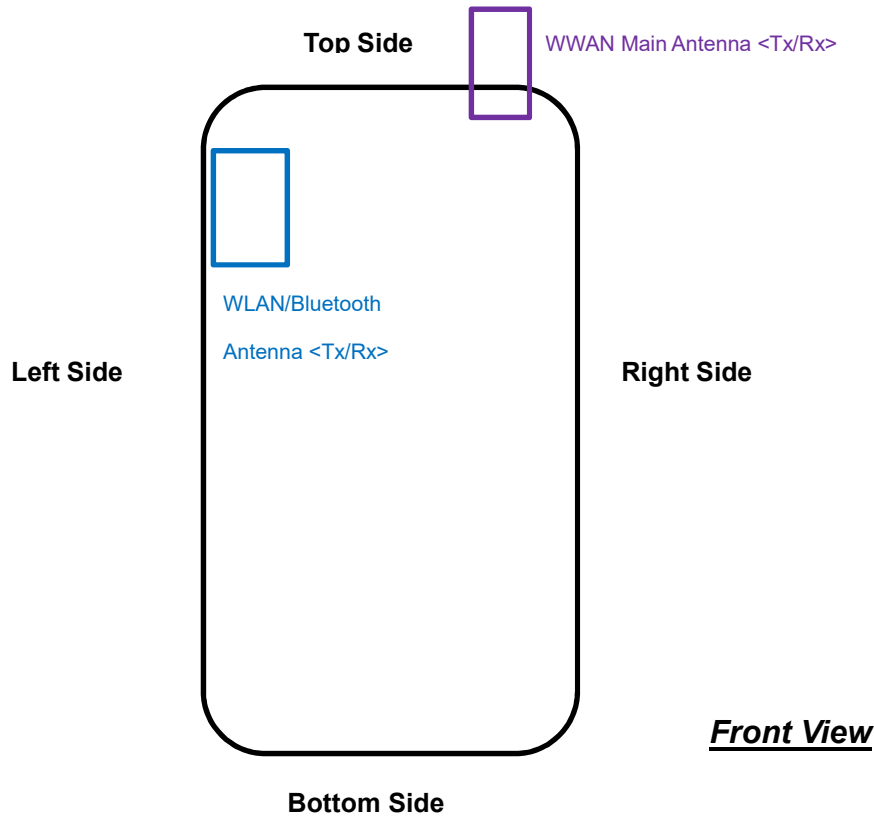 Top Side
WWAN Main Antenna <Tx/Rx>
WLAN/Bluetooth
Antenna <Tx/Rx>
Left Side
Right Side
Front View
Bottom Side